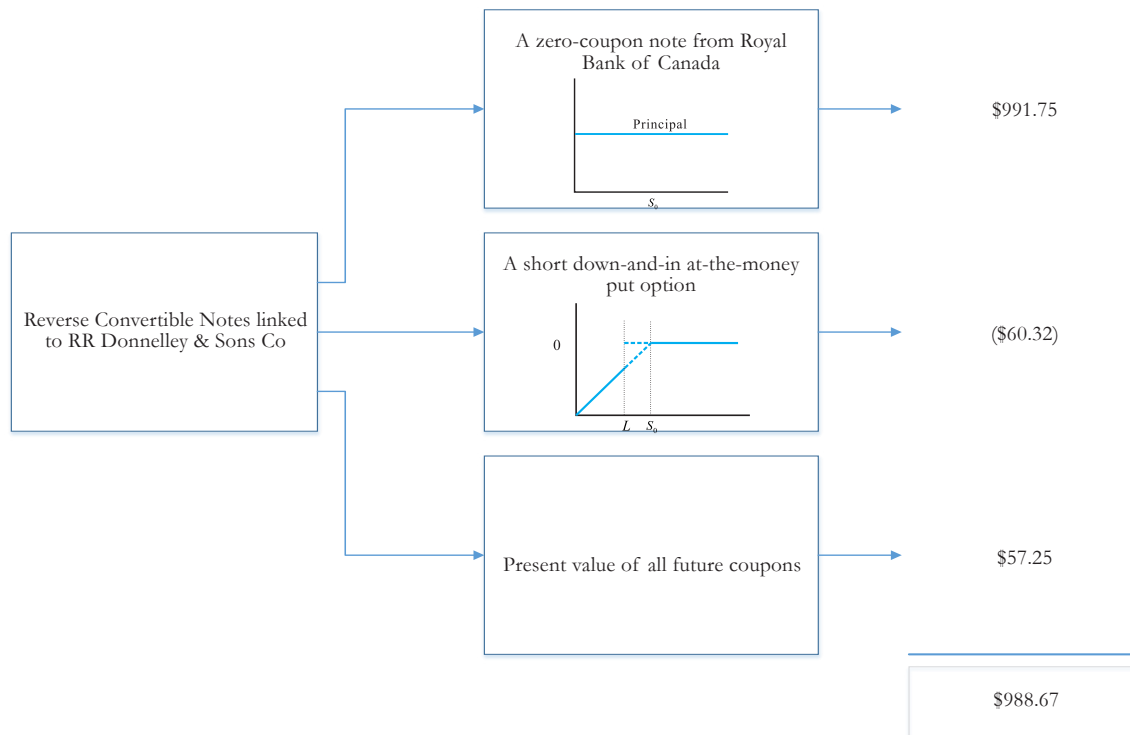 A zero-coupon note from Royal
Bank of Canada
Principal
S₀
$991.75
Reverse Convertible Notes linked
to RR Donnelley & Sons Co
A short down-and-in at-the-money
put option
0
L S₀
($60.32)
Present value of all future coupons
$57.25
$988.67